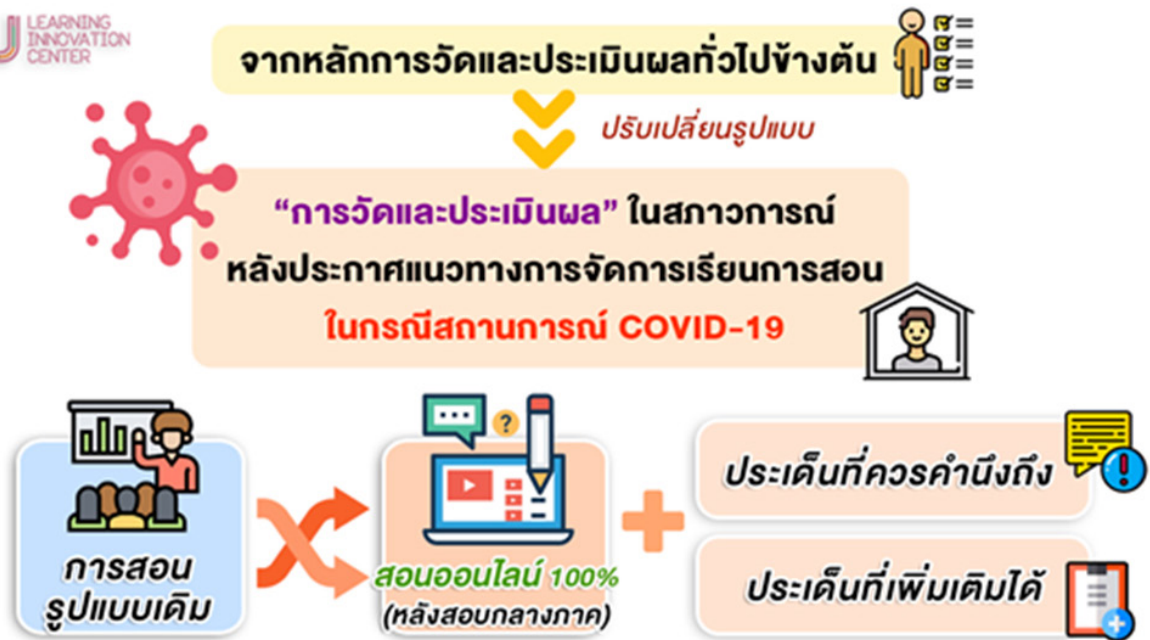 LEARNING
INNOVATION
CENTER
จากหลักการวัดและประเมินผลทั่วไปข้างต้น
ปรับเปลี่ยนรูปแบบ
“การวัดและประเมินผล” ในสภาวการณ์
หลังประกาศแนวทางการจัดการเรียนการสอน
ในกรณีสถานการณ์ COVID-19
การสอน
รูปแบบเดิม
?
สอนออนไลน์ 100%
(หลังสอบกลางภาค)
ประเด็นที่ควรคำนึงถึง
!
ประเด็นที่เพิ่มเติมได้